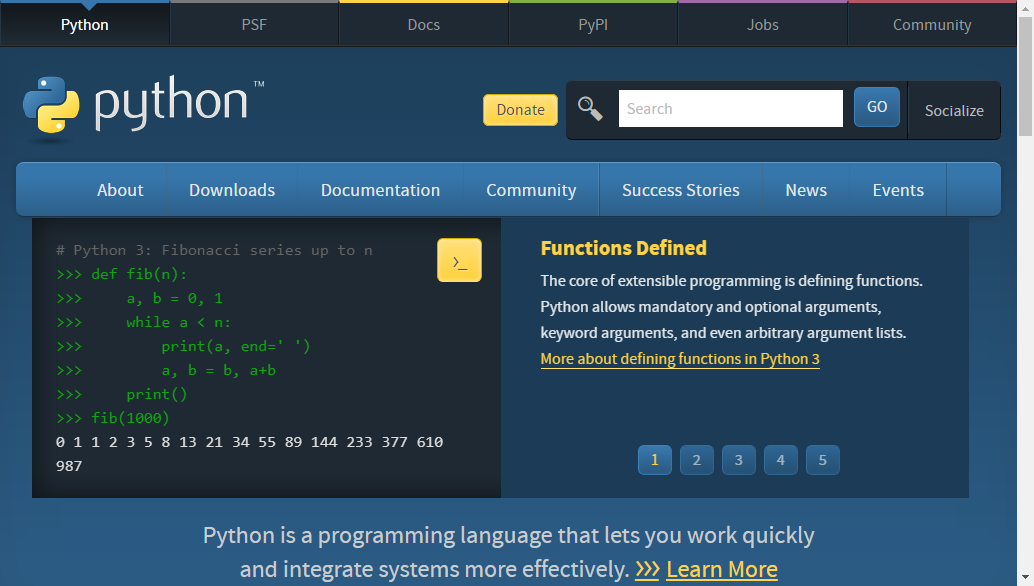 Python PSF Docs PyPI Jobs Community
python™
Donate Search GO Socialize
About Downloads Documentation Community Success Stories News Events
# Python 3: Fibonacci series up to n
>>> def fib(n):
>>>     a, b = 0, 1
>>>     while a < n:
>>>         print(a, end=' ')
>>>         a, b = b, a+b
>>>     print()
>>> fib(1000)
0 1 1 2 3 5 8 13 21 34 55 89 144 233 377 610
987
>_
Functions Defined
The core of extensible programming is defining functions.
Python allows mandatory and optional arguments,
keyword arguments, and even arbitrary argument lists.
More about defining functions in Python 3
1 2 3 4 5
Python is a programming language that lets you work quickly
and integrate systems more effectively. >>> Learn More